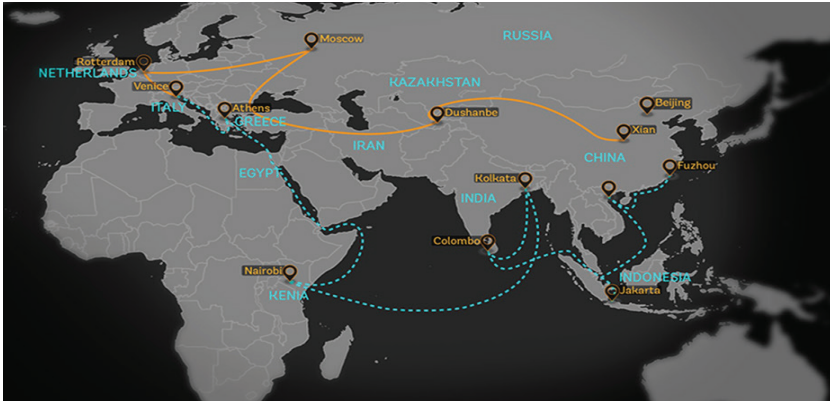 Moscow
RUSSIA
Rotterdam
NETHERLANDS
Venice
ITALY
KAZAKHSTAN
Beijing
Athens
GREECE
Dushanbe
Xian
IRAN
CHINA
EGYPT
Kolkata
Fuzhou
INDIA
Colombo
Nairobi
KENIA
INDONESIA
Jakarta